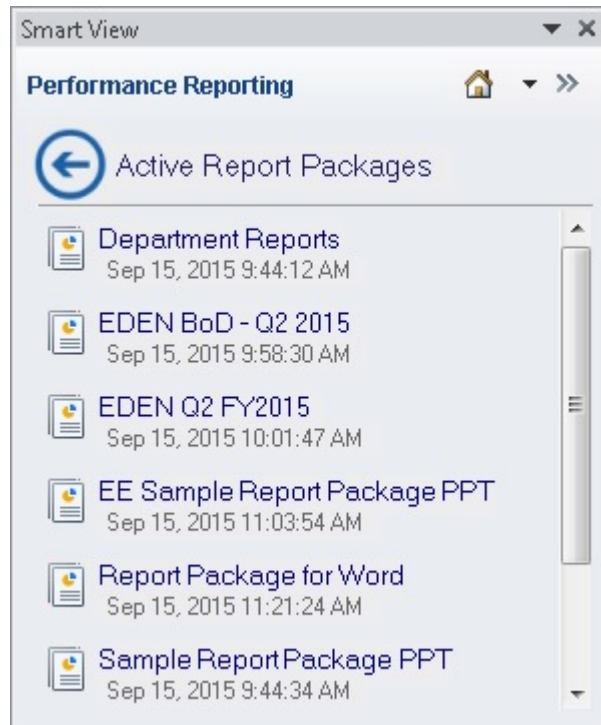 Smart View
Performance Reporting
Active Report Packages
Department Reports
Sep 15, 2015 9:44:12 AM
EDEN BoD - Q2 2015
Sep 15, 2015 9:58:30 AM
EDEN Q2 FY2015
Sep 15, 2015 10:01:47 AM
EE Sample Report Package PPT
Sep 15, 2015 11:03:54 AM
Report Package for Word
Sep 15, 2015 11:21:24 AM
Sample Report Package PPT
Sep 15, 2015 9:44:34 AM